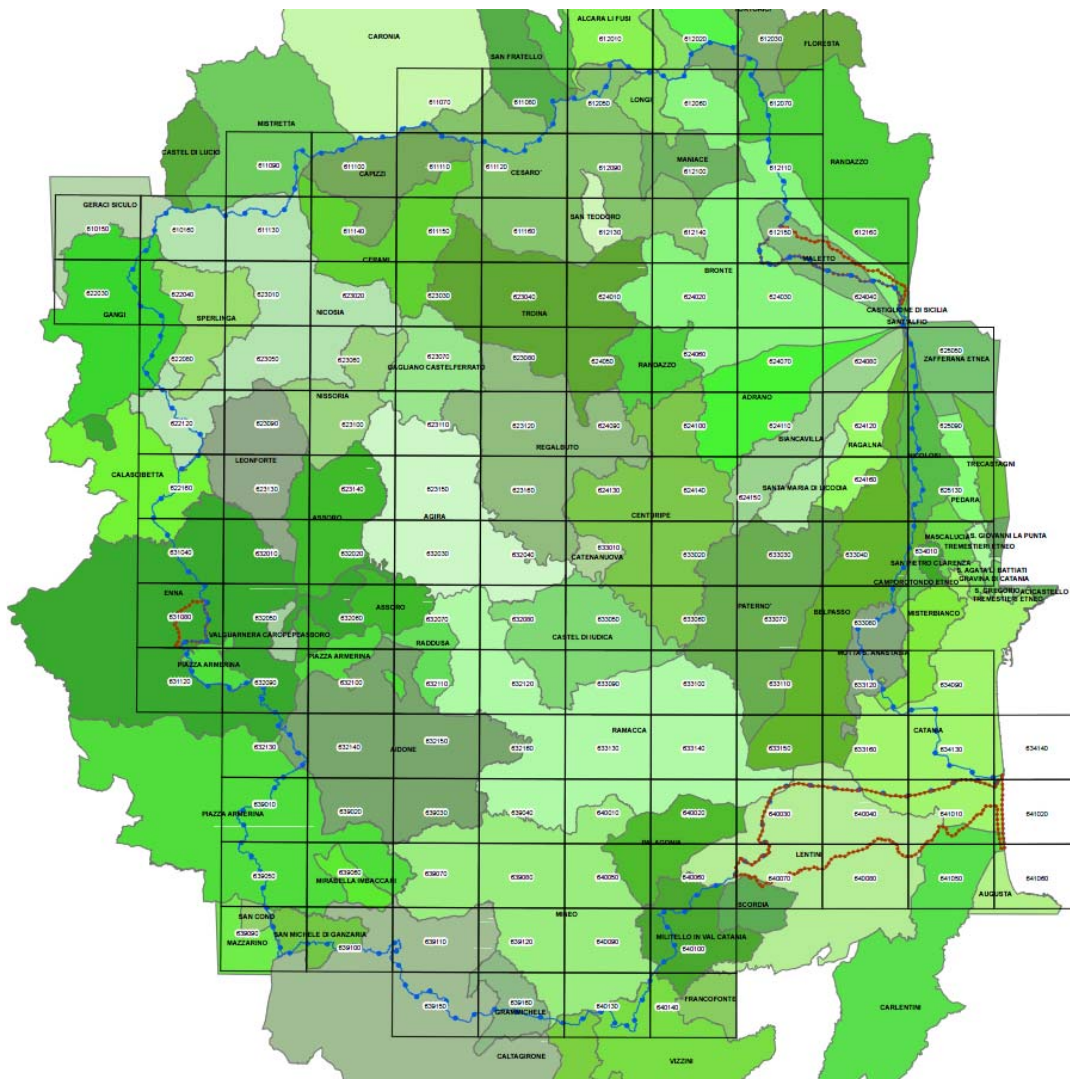 ALCARA LI FUSI
CARONIA
612010
612020
612030
FLORESTA
SAN FRATELLO
LONGI
611070
611080
612050
612060
612070
MISTRETTA
CASTEL DI LUCIO
MANIACE
RANDAZZO
611090
611100
611110
611120
612090
612100
612110
CAPIZZI
CESARO'
GERACI SICULO
SAN TEODORO
610150
610160
611130
611140
611150
611160
612130
612140
612150
612160
CERAMI
BRONTE
MALETTO
622030
622040
623010
623020
623030
623040
624010
624020
624030
624040
GANGI
SPERLINGA
NICOSIA
TROINA
CASTIGLIONE DI SICILIA
SANT'ALFIO
622080
623050
623060
623070
623080
624050
624060
624070
624080
625050
ZAFFERANA ETNEA
GAGLIANO CASTELFERRATO
RANDAZZO
NISSORIA
ADRANO
622120
623090
623100
623110
623120
624090
624100
624110
624120
625090
REGALBUTO
BIANCAVILLA
RAGALNA
NICOLOSI
LEONFORTE
TRECASTAGNI
CALASCIBETTA
622160
623130
623140
623150
623160
624130
624140
624150
624160
625130
SANTA MARIA DI LICODIA
PEDARA
ASSORO
AGIRA
CENTURIPE
MASCALUCIA
S. GIOVANNI LA PUNTA
TREMESTIERI ETNEO
631040
632010
632020
632030
632040
633010
633020
633030
633040
634010
CATENANUOVA
SAN PIETRO CLARENZA
S. AGATA L. BATTIATI
GRAVINA DI CATANIA
CAMPOROTONDO ETNEO
ENNA
S. GREGORIO
ACICASTELLO
TREMESTIERI ETNEO
ASSORO
PATERNO'
BELPASSO
MISTERBIANCO
631080
632050
632060
632070
632080
633050
633060
633070
633080
VALGUARNERA CAROPEPE
ASSORO
RADDUSA
CASTEL DI IUDICA
MOTTA S. ANASTASIA
PIAZZA ARMERINA
PIAZZA ARMERINA
631120
632090
632100
632110
632120
633090
633100
633110
633120
634090
RAMACCA
CATANIA
632130
632140
632150
632160
633130
633140
633150
633160
634130
634140
AIDONE
PIAZZA ARMERINA
639010
639020
639030
639040
640010
640020
640030
640040
641010
641020
PALAGONIA
LENTINI
639050
639060
639070
639080
640050
640060
640070
640080
641050
641060
MIRABELLA IMBACCARI
AUGUSTA
SCORDIA
SAN CONO
MINEO
639090
MAZZARINO
SAN MICHELE DI GANZARIA
639100
639110
639120
640090
640100
MILITELLO IN VAL CATANIA
639150
639160
640130
640140
FRANCOFONTE
GRAMMICHELE
CARLENTINI
CALTAGIRONE
VIZZINI